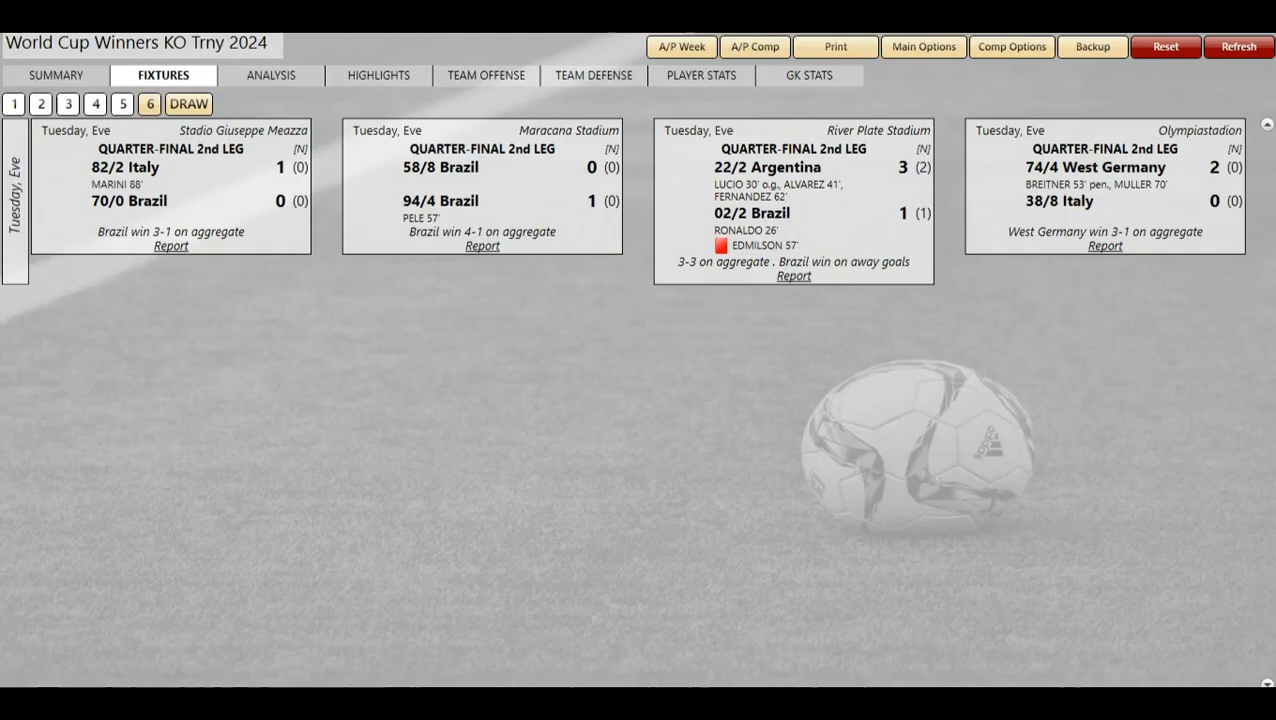 World Cup Winners KO Trny 2024
A/P Week
A/P Comp
Print
Main Options
Comp Options
Backup
Reset
Refresh
SUMMARY
FIXTURES
ANALYSIS
HIGHLIGHTS
TEAM OFFENSE
TEAM DEFENSE
PLAYER STATS
GK STATS
1 2 3 4 5 6 DRAW
Tuesday, Eve
Tuesday, Eve Stadio Giuseppe Meazza
QUARTER-FINAL 2nd LEG [N]
82/2 Italy 1 (0)
MARINI 88'
70/0 Brazil 0 (0)
Brazil win 3-1 on aggregate
Report
Tuesday, Eve Maracana Stadium
QUARTER-FINAL 2nd LEG [N]
58/8 Brazil 0 (0)
94/4 Brazil 1 (0)
PELE 57'
Brazil win 4-1 on aggregate
Report
Tuesday, Eve River Plate Stadium
QUARTER-FINAL 2nd LEG [N]
22/2 Argentina 3 (2)
LUCIO 30' o.g., ALVAREZ 41',
FERNANDEZ 62'
02/2 Brazil 1 (1)
RONALDO 26'
EDMILSON 57'
3-3 on aggregate . Brazil win on away goals
Report
Tuesday, Eve Olympiastadion
QUARTER-FINAL 2nd LEG [N]
74/4 West Germany 2 (0)
BREITNER 53' pen., MULLER 70'
38/8 Italy 0 (0)
West Germany win 3-1 on aggregate
Report
adidas